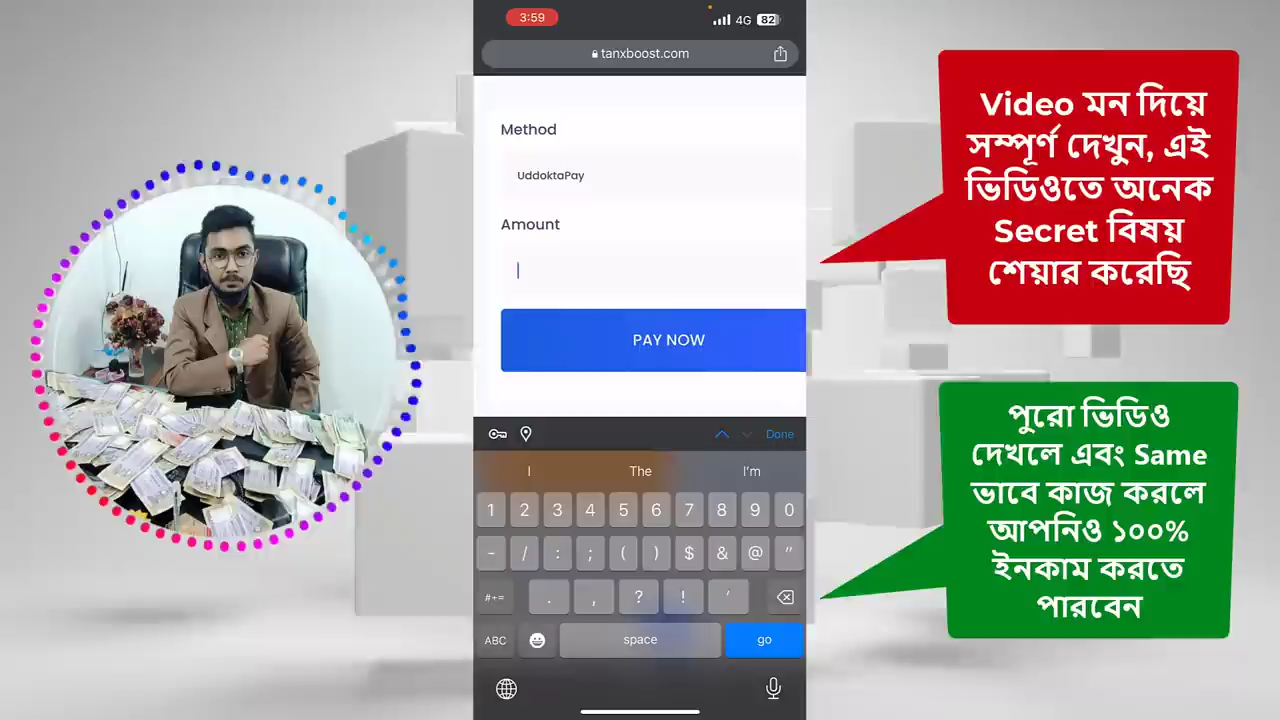 3:59
4G 82
tanxboost.com
Method
UddoktaPay
Amount
PAY NOW
Done
I The I'm
1 2 3 4 5 6 7 8 9 0
- / : ; ( ) $ & @ "
#+= . , ? ! '
ABC space go
Video মন দিয়ে
সম্পূর্ণ দেখুন, এই
ভিডিওতে অনেক
Secret বিষয়
শেয়ার করেছি
পুরো ভিডিও
দেখলে এবং Same
ভাবে কাজ করলে
আপনিও ১০০%
ইনকাম করতে
পারবেন